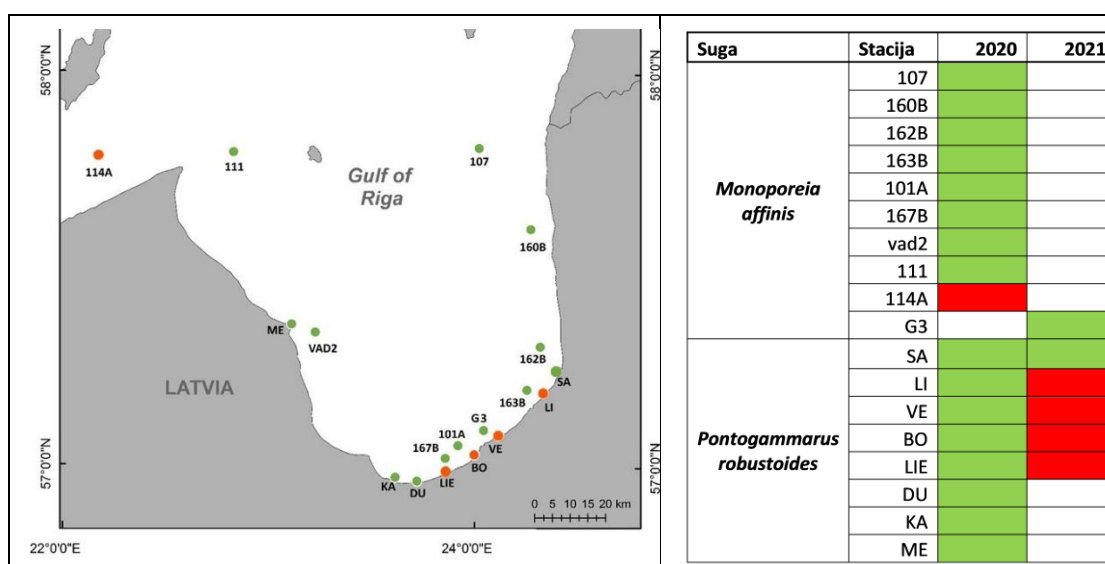 58°0'0"N
58°0'0"N
114A
111
Gulf of
Riga
107
160B
ME
VAD2
162B
SA
LATVIA
163B
LI
G3
101A
VE
167B
BO
57°0'0"N
57°0'0"N
KA
DU
LIE
0 5 10 15 20 km
22°0'0"E
24°0'0"E
Suga Stacija 2020 2021
107
160B
162B
163B
Monoporeia
affinis
101A
167B
vad2
111
114A
G3
SA
LI
VE
Pontogammarus
robustoides
BO
LIE
DU
KA
ME